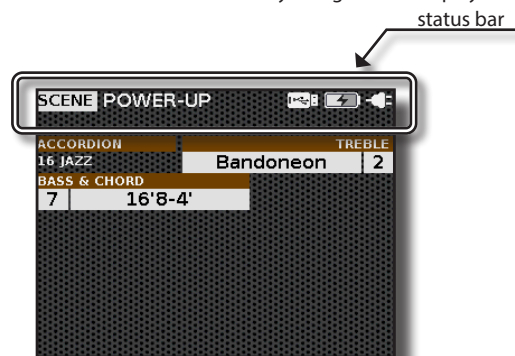 status bar
SCENE POWER-UP
ACCORDION TREBLE
16 JAZZ Bandoneon 2
BASS & CHORD
7 16'8-4'